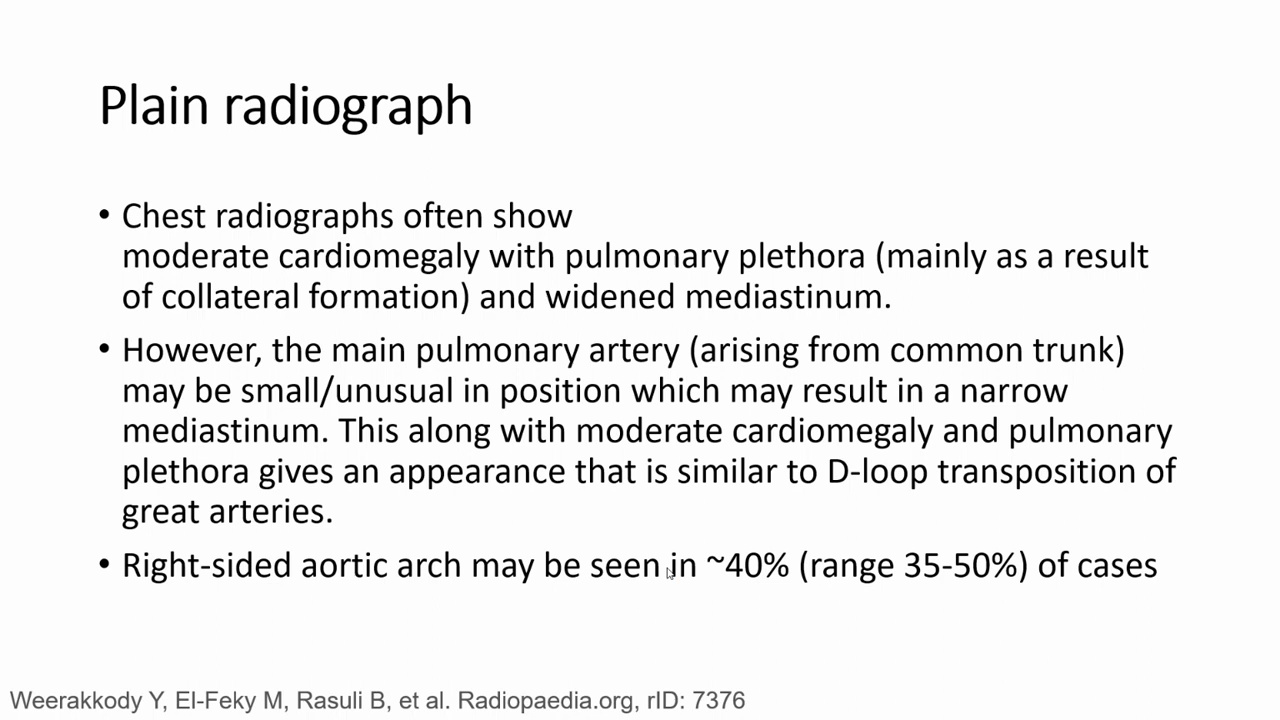 Plain radiograph
• Chest radiographs often show
moderate cardiomegaly with pulmonary plethora (mainly as a result
of collateral formation) and widened mediastinum.
• However, the main pulmonary artery (arising from common trunk)
may be small/unusual in position which may result in a narrow
mediastinum. This along with moderate cardiomegaly and pulmonary
plethora gives an appearance that is similar to D-loop transposition of
great arteries.
• Right-sided aortic arch may be seen in ~40% (range 35-50%) of cases
Weerakkody Y, El-Feky M, Rasuli B, et al. Radiopaedia.org, rID: 7376